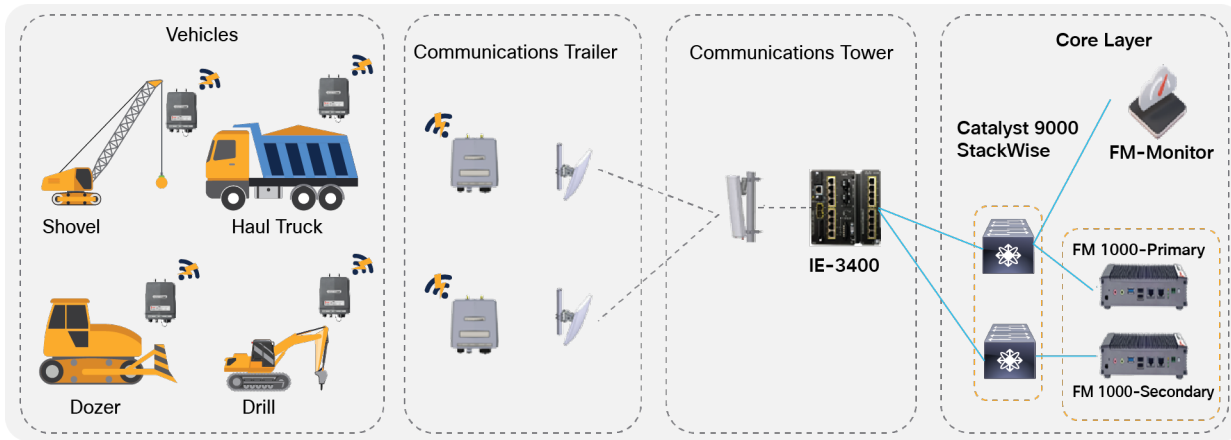 Vehicles
Communications Trailer
Communications Tower
Core Layer
Catalyst 9000
StackWise
FM-Monitor
Shovel
Haul Truck
IE-3400
FM 1000-Primary
Dozer
Drill
FM 1000-Secondary